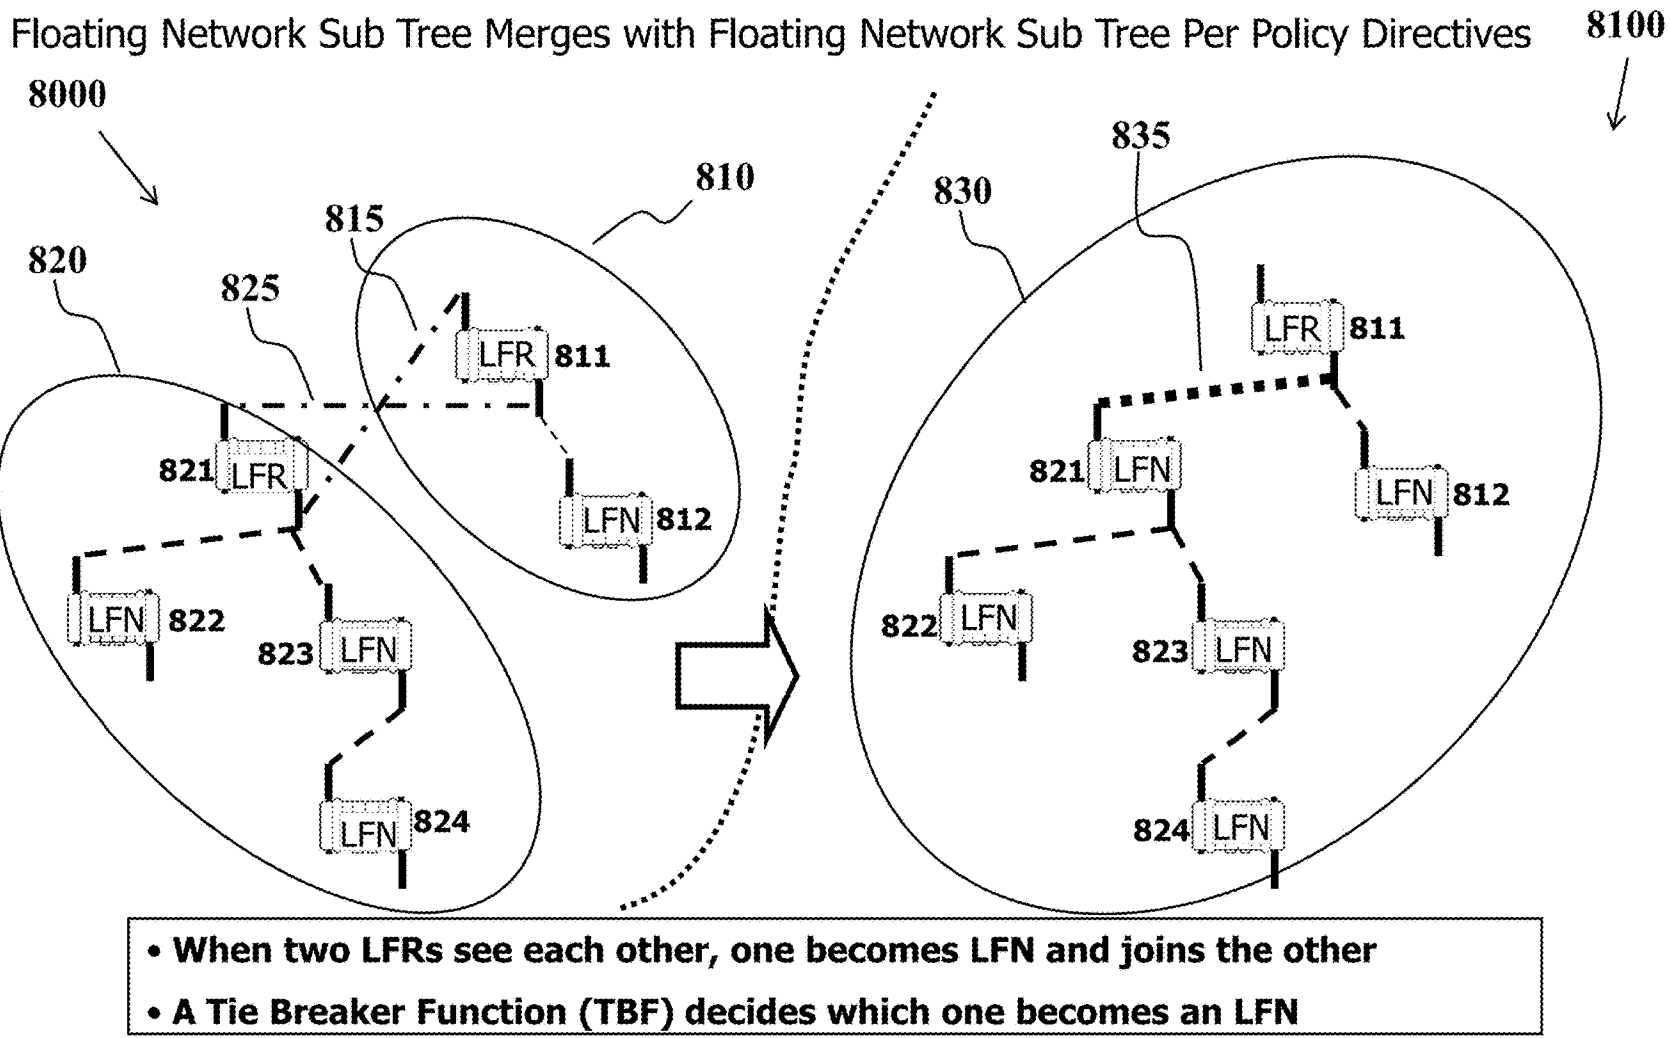 Floating Network Sub Tree Merges with Floating Network Sub Tree Per Policy Directives
8100
8000
835
810
830
815
820
825
LFR 811
LFR 811
821 LFR
821 LFN
LFN 812
LFN 812
LFN 822
822 LFN
823 LFN
823 LFN
LFN 824
824 LFN
• When two LFRs see each other, one becomes LFN and joins the other
• A Tie Breaker Function (TBF) decides which one becomes an LFN